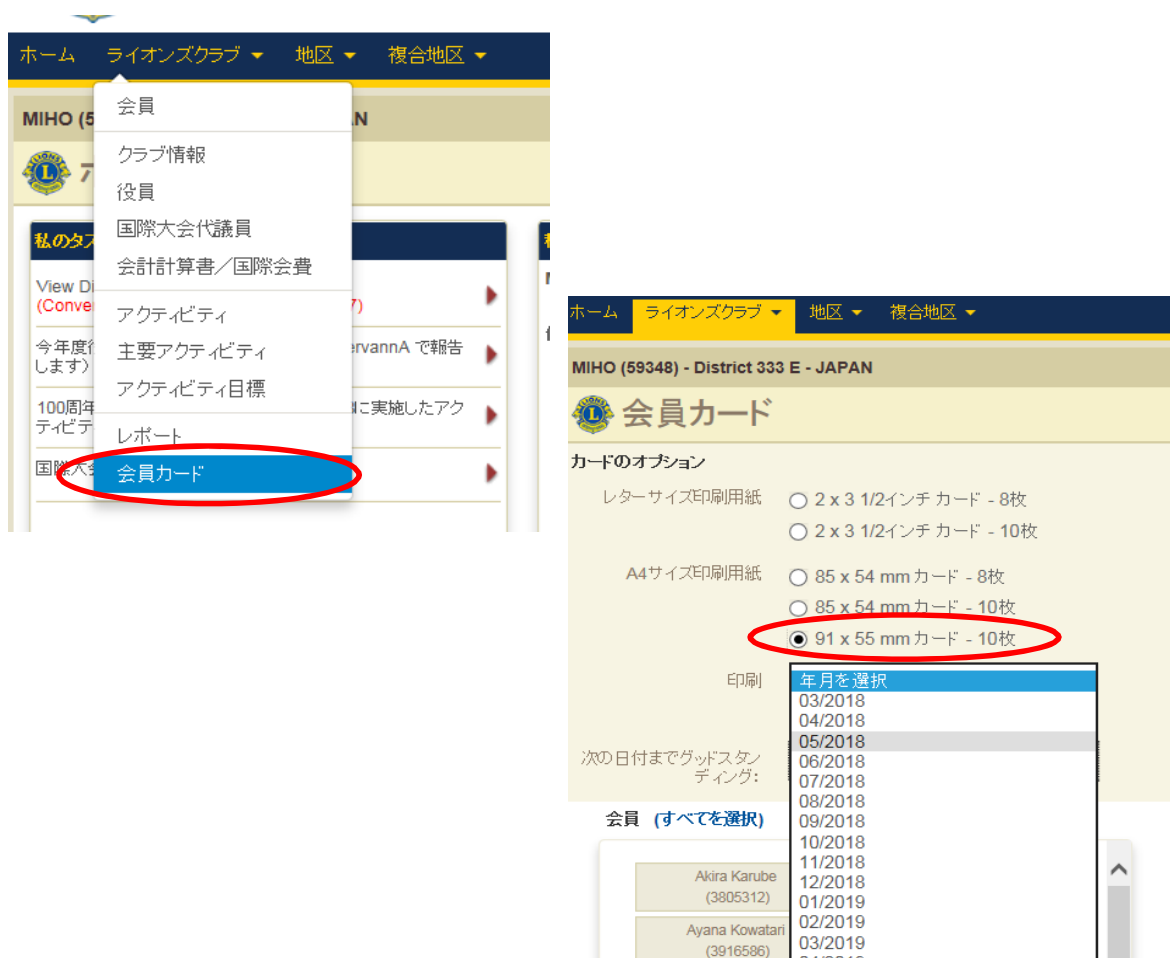 ホーム ライオンズクラブ 地区 複合地区
会員
MIHO (5
N
クラブ情報
役員
国際大会代議員
私のタス
会計計算書／国際会費
View Di
(Conve
7)
アクティビティ
今年度
ervannA で報告
します）
主要アクティビティ
アクティビティ目標
100周年
に実施したアク
ティビテ
レポート
国際大会
会員カード
ホーム ライオンズクラブ 地区 複合地区
MIHO (59348) - District 333 E - JAPAN
会員カード
カードのオプション
レターサイズ印刷用紙 2 x 3 1/2インチ カード - 8枚
2 x 3 1/2インチ カード - 10枚
A4サイズ印刷用紙 85 x 54 mm カード - 8枚
85 x 54 mm カード - 10枚
91 x 55 mm カード - 10枚
印刷 年月を選択
03/2018
04/2018
05/2018
次の日付までグッドスタン
ディング:
06/2018
07/2018
08/2018
会員 (すべてを選択)
09/2018
10/2018
11/2018
Akira Karube
12/2018
(3805312)
01/2019
02/2019
Ayana Kowatari
03/2019
(3916586)